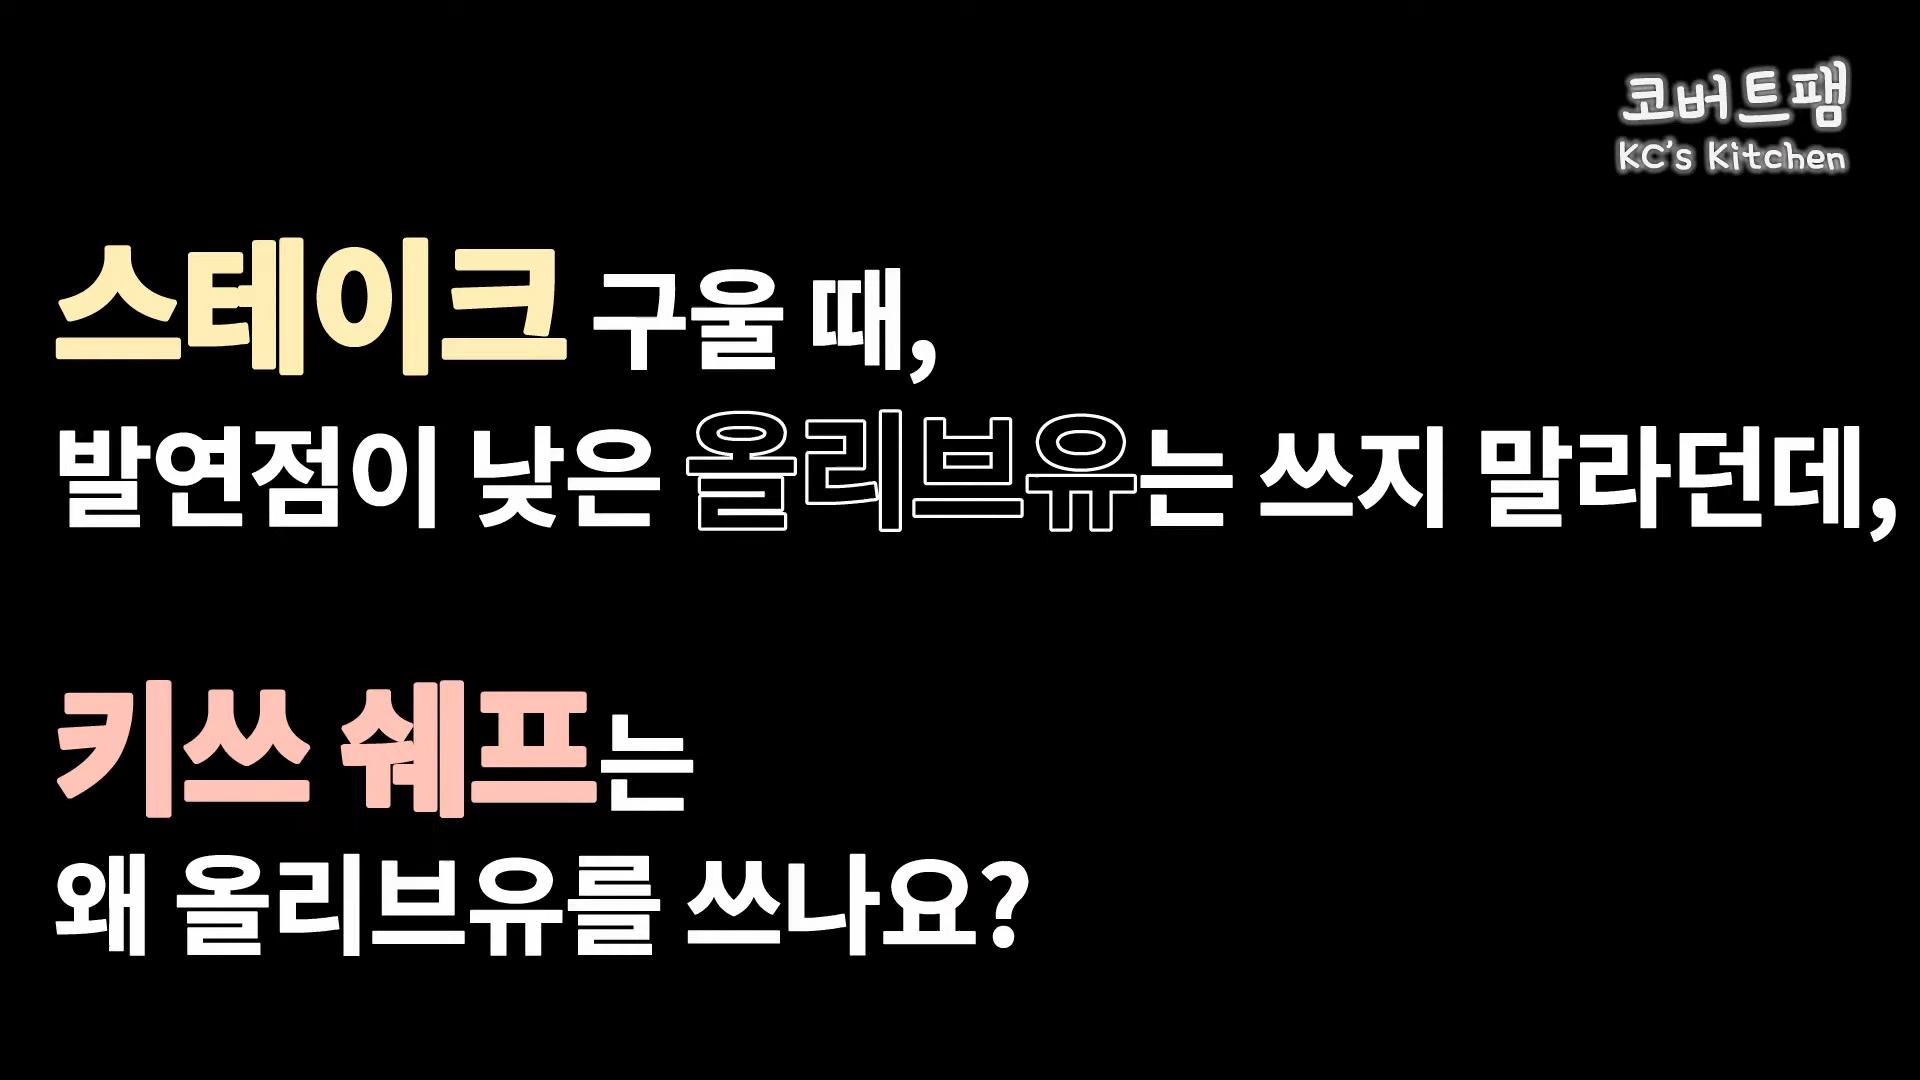 코버트팸
KC's Kitchen
스테이크 구울 때,
발연점이 낮은 올리브유는 쓰지 말라던데,
키쓰 쉐프는
왜 올리브유를 쓰나요?